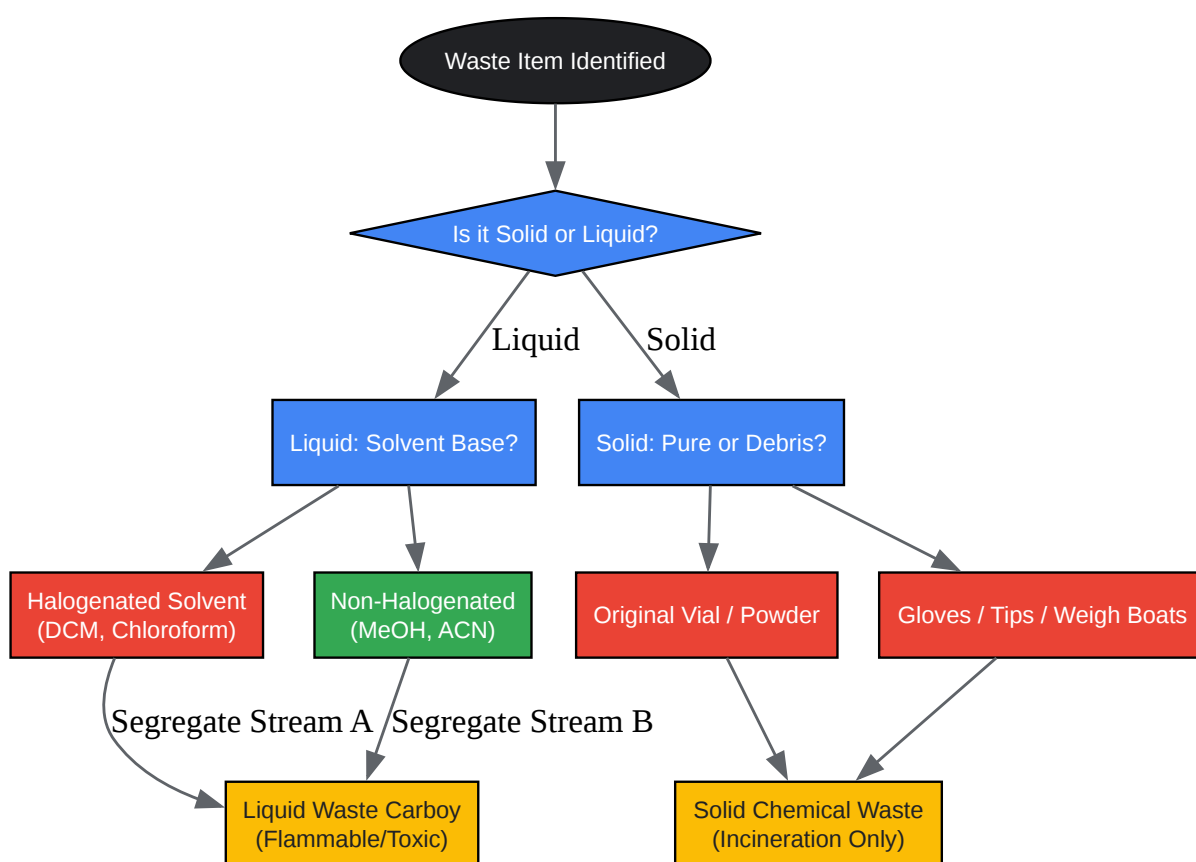 Waste Item Identified
Is it Solid or Liquid?
Liquid
Solid
Liquid: Solvent Base?
Solid: Pure or Debris?
Halogenated Solvent
(DCM, Chloroform)
Non-Halogenated
(MeOH, ACN)
Original Vial / Powder
Gloves / Tips / Weigh Boats
Segregate Stream A
Segregate Stream B
Liquid Waste Carboy
(Flammable/Toxic)
Solid Chemical Waste
(Incineration Only)